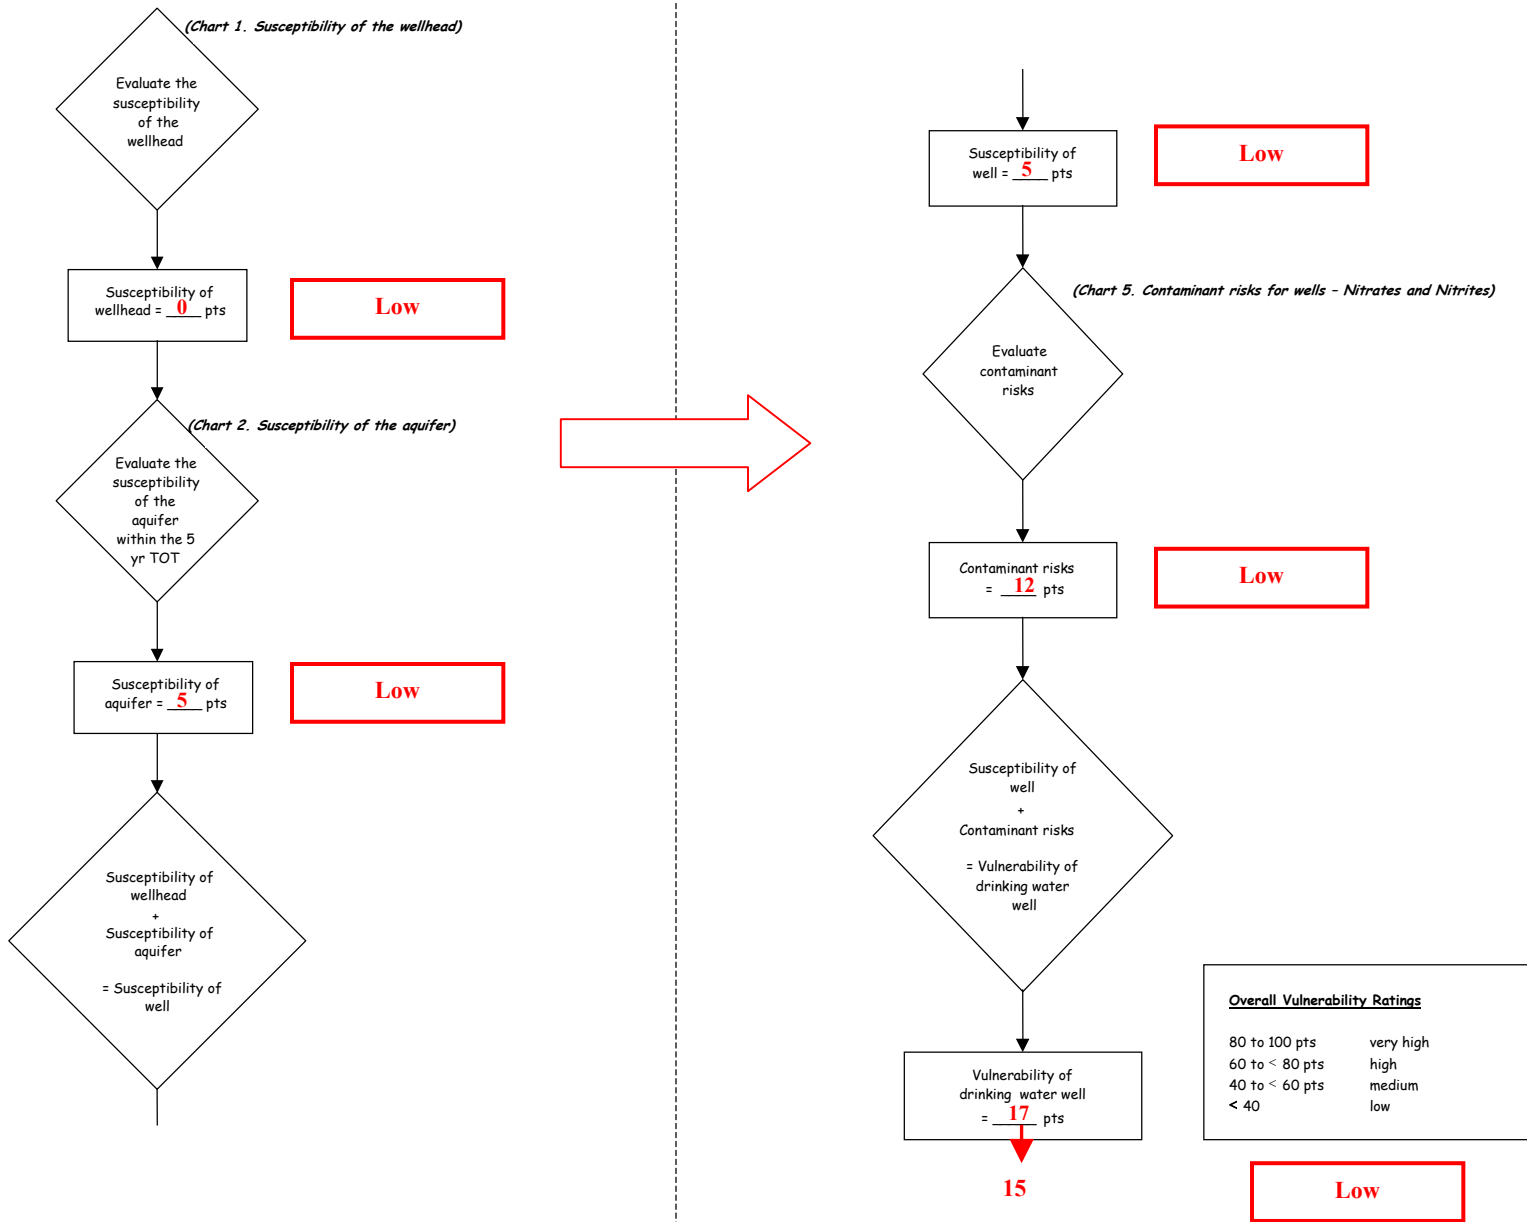 (Chart 1. Susceptibility of the wellhead)
Evaluate the
susceptibility
of the
wellhead
Susceptibility of
wellhead = 0 pts
Low
(Chart 2. Susceptibility of the aquifer)
Evaluate the
susceptibility
of the
aquifer
within the 5
yr TOT
Susceptibility of
aquifer = 5 pts
Low
Susceptibility of
wellhead
+
Susceptibility of
aquifer
= Susceptibility of
well
Susceptibility of
well = 5 pts
Low
(Chart 5. Contaminant risks for wells – Nitrates and Nitrites)
Evaluate
contaminant
risks
Contaminant risks
= 12 pts
Low
Susceptibility of
well
+
Contaminant risks
= Vulnerability of
drinking water
well
Vulnerability of
drinking water well
= 17 pts
15
Overall Vulnerability Ratings
80 to 100 pts very high
60 to < 80 pts high
40 to < 60 pts medium
< 40 low
Low